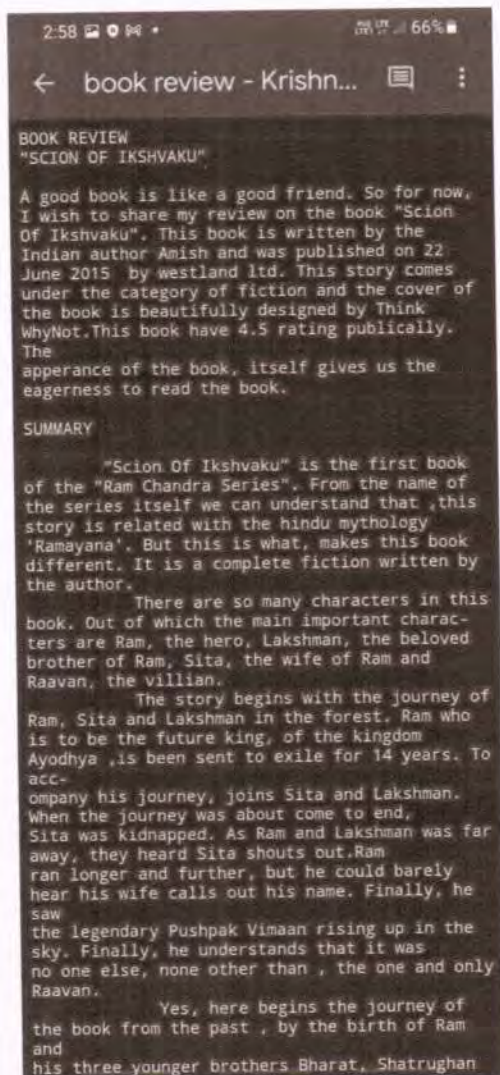 2:58
66%
← book review - Krishn...
BOOK REVIEW
"SCION OF IKSHVAKU"
A good book is like a good friend. So for now,
I wish to share my review on the book "Scion
Of Ikshvaku". This book is written by the
Indian author Amish and was published on 22
June 2015 by westland ltd. This story comes
under the category of fiction and the cover of
the book is beautifully designed by Think
WhyNot.This book have 4.5 rating publically.
The
apperance of the book, itself gives us the
eagerness to read the book.
SUMMARY
"Scion Of Ikshvaku" is the first book
of the "Ram Chandra Series". From the name of
the series itself we can understand that ,this
story is related with the hindu mythology
'Ramayana'. But this is what, makes this book
different. It is a complete fiction written by
the author.
There are so many characters in this
book. Out of which the main important charac-
ters are Ram, the hero, Lakshman, the beloved
brother of Ram, Sita, the wife of Ram and
Raavan, the villian.
The story begins with the journey of
Ram, Sita and Lakshman in the forest. Ram who
is to be the future king, of the kingdom
Ayodhya ,is been sent to exile for 14 years. To
acc-
ompany his journey, joins Sita and Lakshman.
When the journey was about come to end,
Sita was kidnapped. As Ram and Lakshman was far
away, they heard Sita shouts out.Ram
ran longer and further, but he could barely
hear his wife calls out his name. Finally, he
saw
the legendary Pushpak Vimaan rising up in the
sky. Finally, he understands that it was
no one else, none other than , the one and only
Raavan.
Yes, here begins the journey of
the book from the past , by the birth of Ram
and
his three younger brothers Bharat, Shatrughan